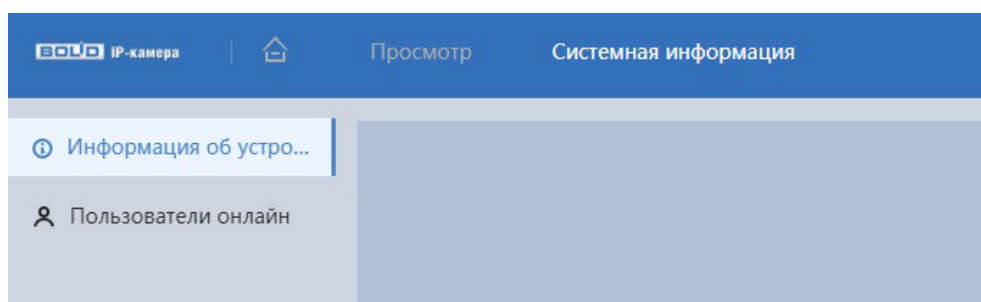 BOLID IP-камера
Просмотр
Системная информация
Информация об устро...
Пользователи онлайн